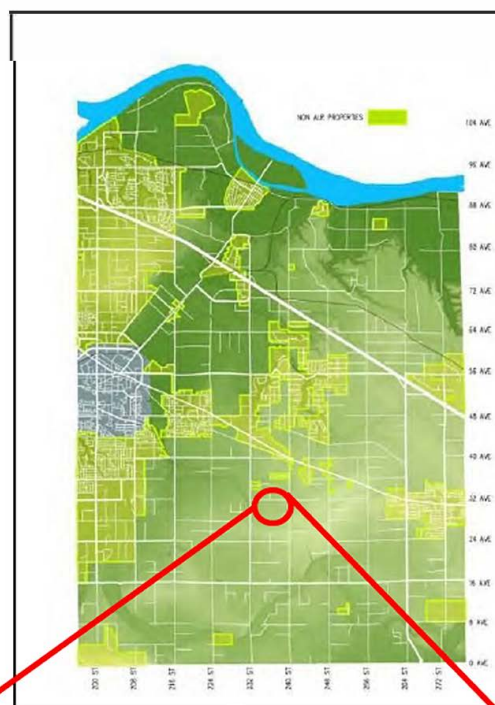 NON ALR PROPERTIES
104 AVE
96 AVE
88 AVE
80 AVE
72 AVE
64 AVE
56 AVE
48 AVE
40 AVE
32 AVE
24 AVE
16 AVE
8 AVE
0 AVE
200 ST
208 ST
216 ST
224 ST
232 ST
240 ST
248 ST
256 ST
264 ST
272 ST